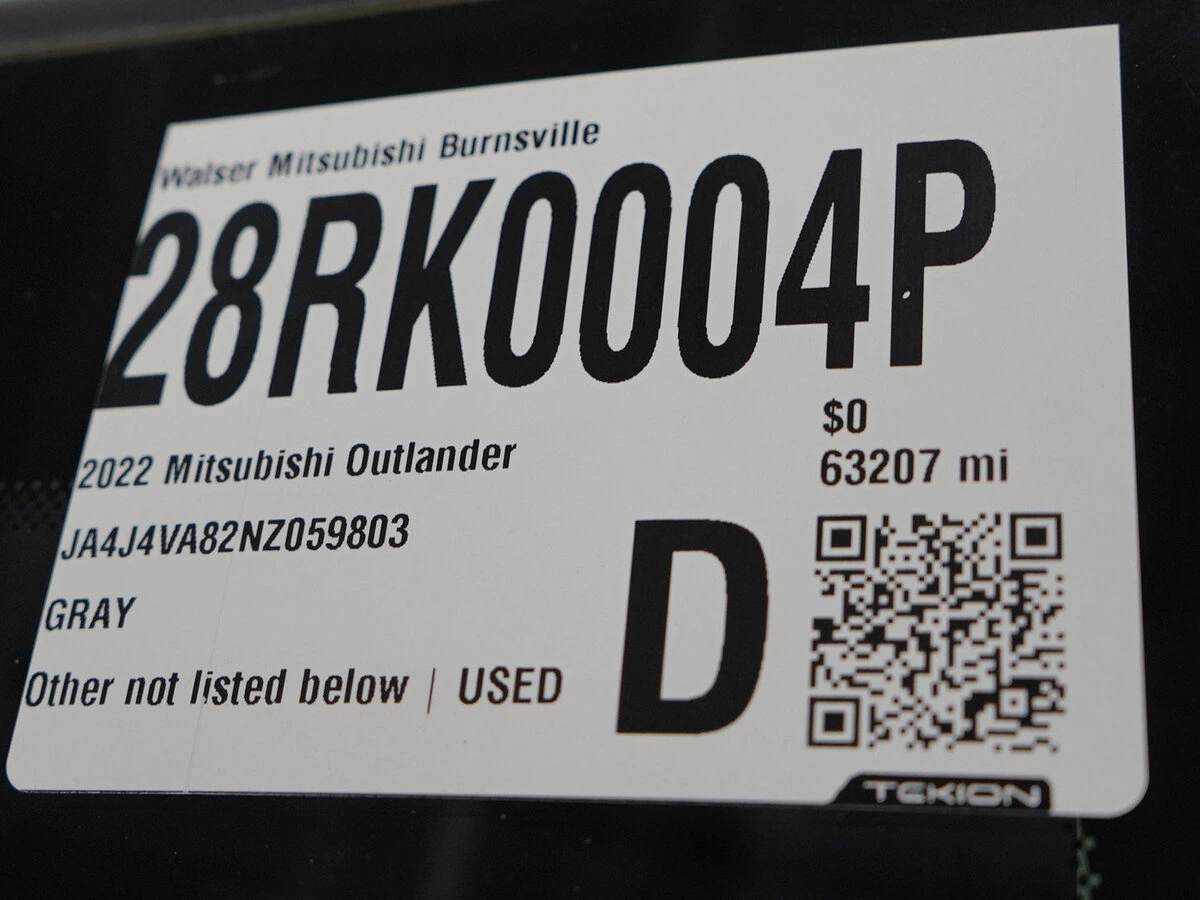 Walser Mitsubishi Burnsville
28RK0004P
$0
2022 Mitsubishi Outlander
63207 mi
JA4J4VA82NZ059803
D
GRAY
Other not listed below | USED
TEKION